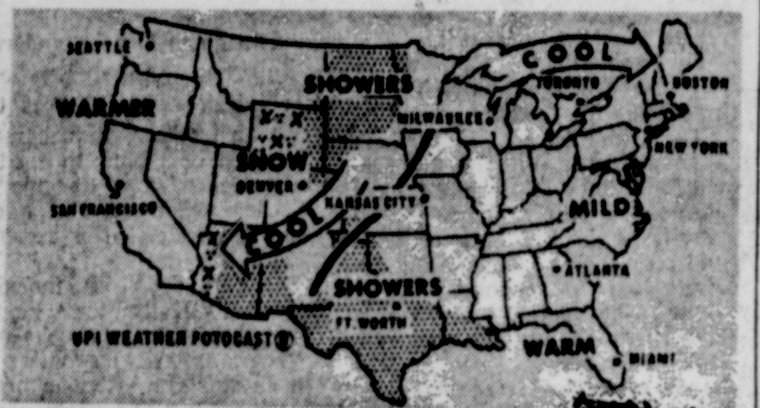 COOL
SEATTLE
SHOWERS
TORONTO
BOSTON
WARMER
MILWAUKEE
NEW YORK
SNOW
DENVER
KANSAS CITY
SAN FRANCISCO
MILD
COOL
ATLANTA
SHOWERS
FT. WORTH
UPI WEATHER FOTOCAST
WARM
MIAMI